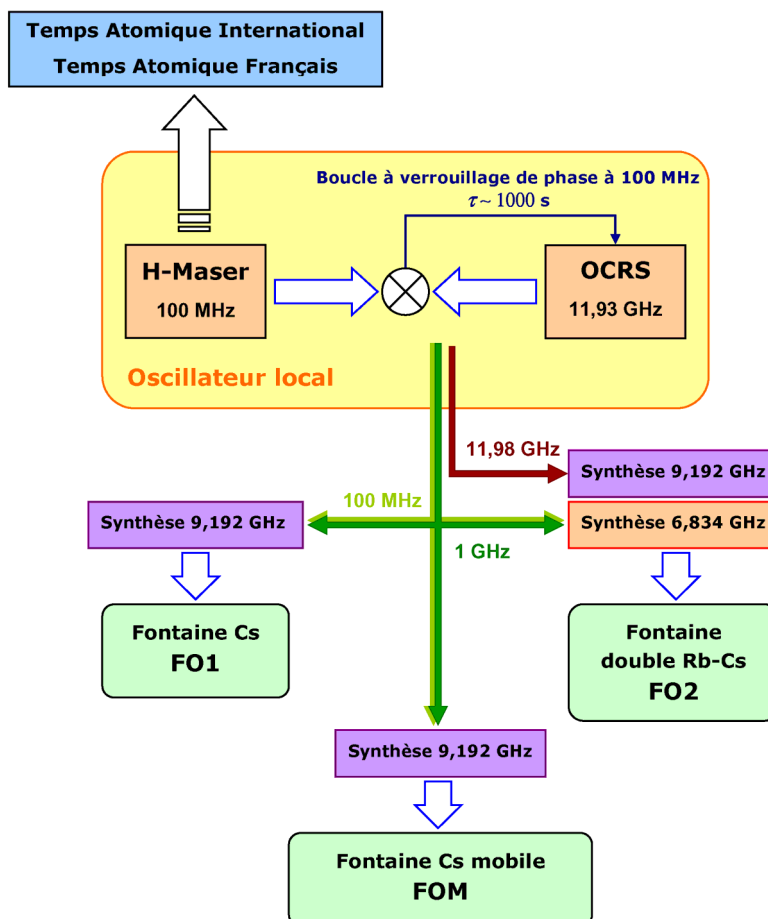 Temps Atomique International
Temps Atomique Français
Boucle à verrouillage de phase à 100 MHz
τ ~ 1000 s
H-Maser
100 MHz
OCRS
11,93 GHz
Oscillateur local
11,98 GHz
Synthèse 9,192 GHz
100 MHz
Synthèse 9,192 GHz
Synthèse 6,834 GHz
1 GHz
Fontaine Cs
FO1
Fontaine
double Rb-Cs
FO2
Synthèse 9,192 GHz
Fontaine Cs mobile
FOM